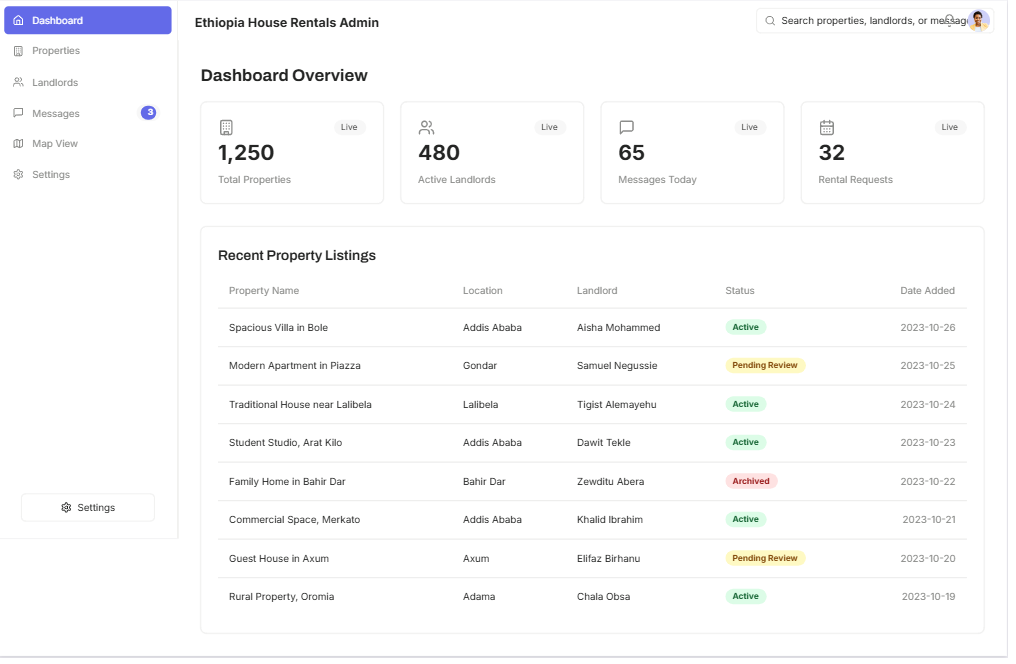 Dashboard
Properties
Landlords
Messages 3
Map View
Settings
Settings
Ethiopia House Rentals Admin
Search properties, landlords, or messag
Dashboard Overview
Live
1,250
Total Properties
Live
480
Active Landlords
Live
65
Messages Today
Live
32
Rental Requests
Recent Property Listings
Property Name Location Landlord Status Date Added
Spacious Villa in Bole Addis Ababa Aisha Mohammed Active 2023-10-26
Modern Apartment in Piazza Gondar Samuel Negussie Pending Review 2023-10-25
Traditional House near Lalibela Lalibela Tigist Alemayehu Active 2023-10-24
Student Studio, Arat Kilo Addis Ababa Dawit Tekle Active 2023-10-23
Family Home in Bahir Dar Bahir Dar Zewditu Abera Archived 2023-10-22
Commercial Space, Merkato Addis Ababa Khalid Ibrahim Active 2023-10-21
Guest House in Axum Axum Elifaz Birhanu Pending Review 2023-10-20
Rural Property, Oromia Adama Chala Obsa Active 2023-10-19